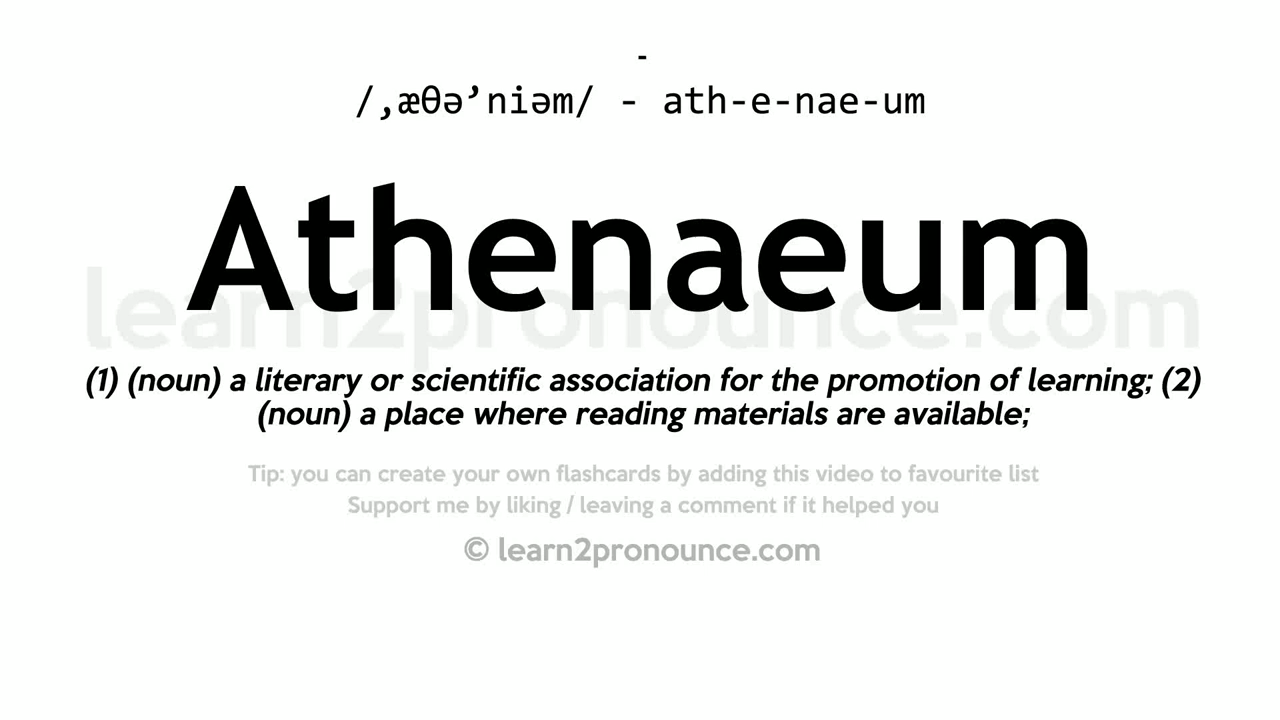 -
/ˌæθə’niəm/ - ath-e-nae-um
Athenaeum
learn2pronounce.com
(1) (noun) a literary or scientific association for the promotion of learning; (2)
(noun) a place where reading materials are available;
Tip: you can create your own flashcards by adding this video to favourite list
Support me by liking / leaving a comment if it helped you
© learn2pronounce.com